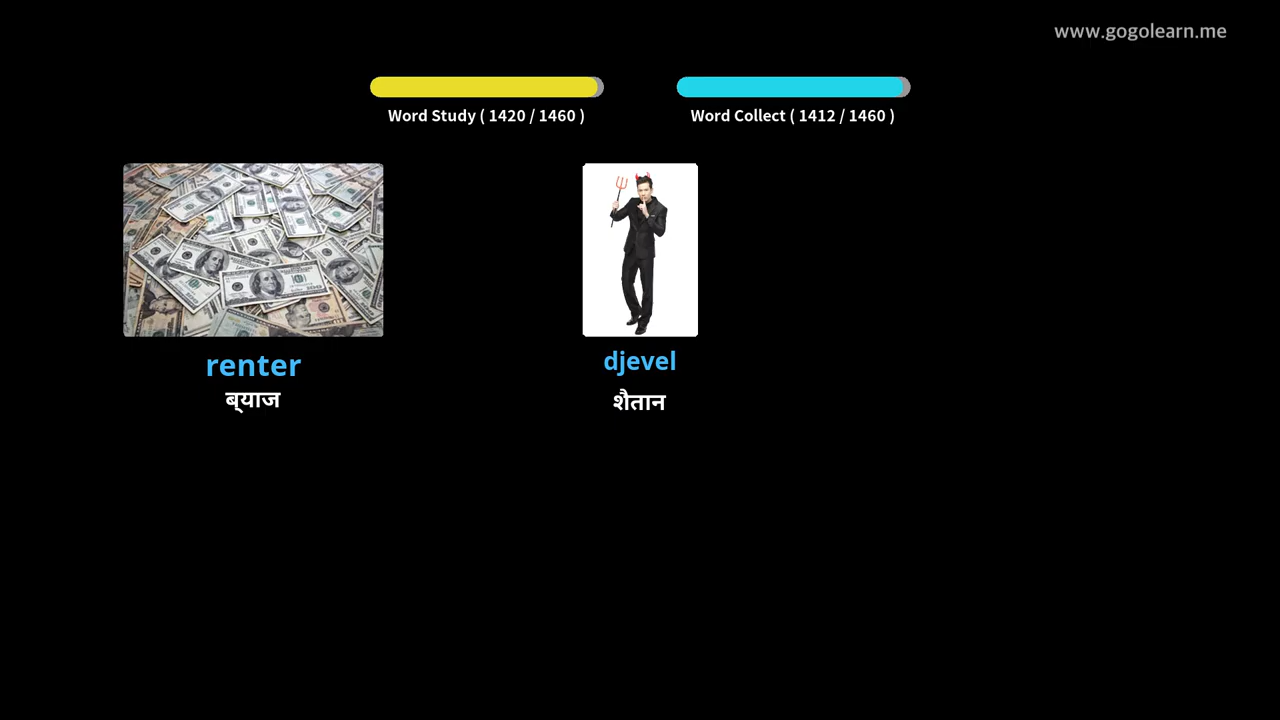 www.gogolearn.me
Word Study ( 1420 / 1460 )
Word Collect ( 1412 / 1460 )
renter
ब्याज
djevel
शैतान